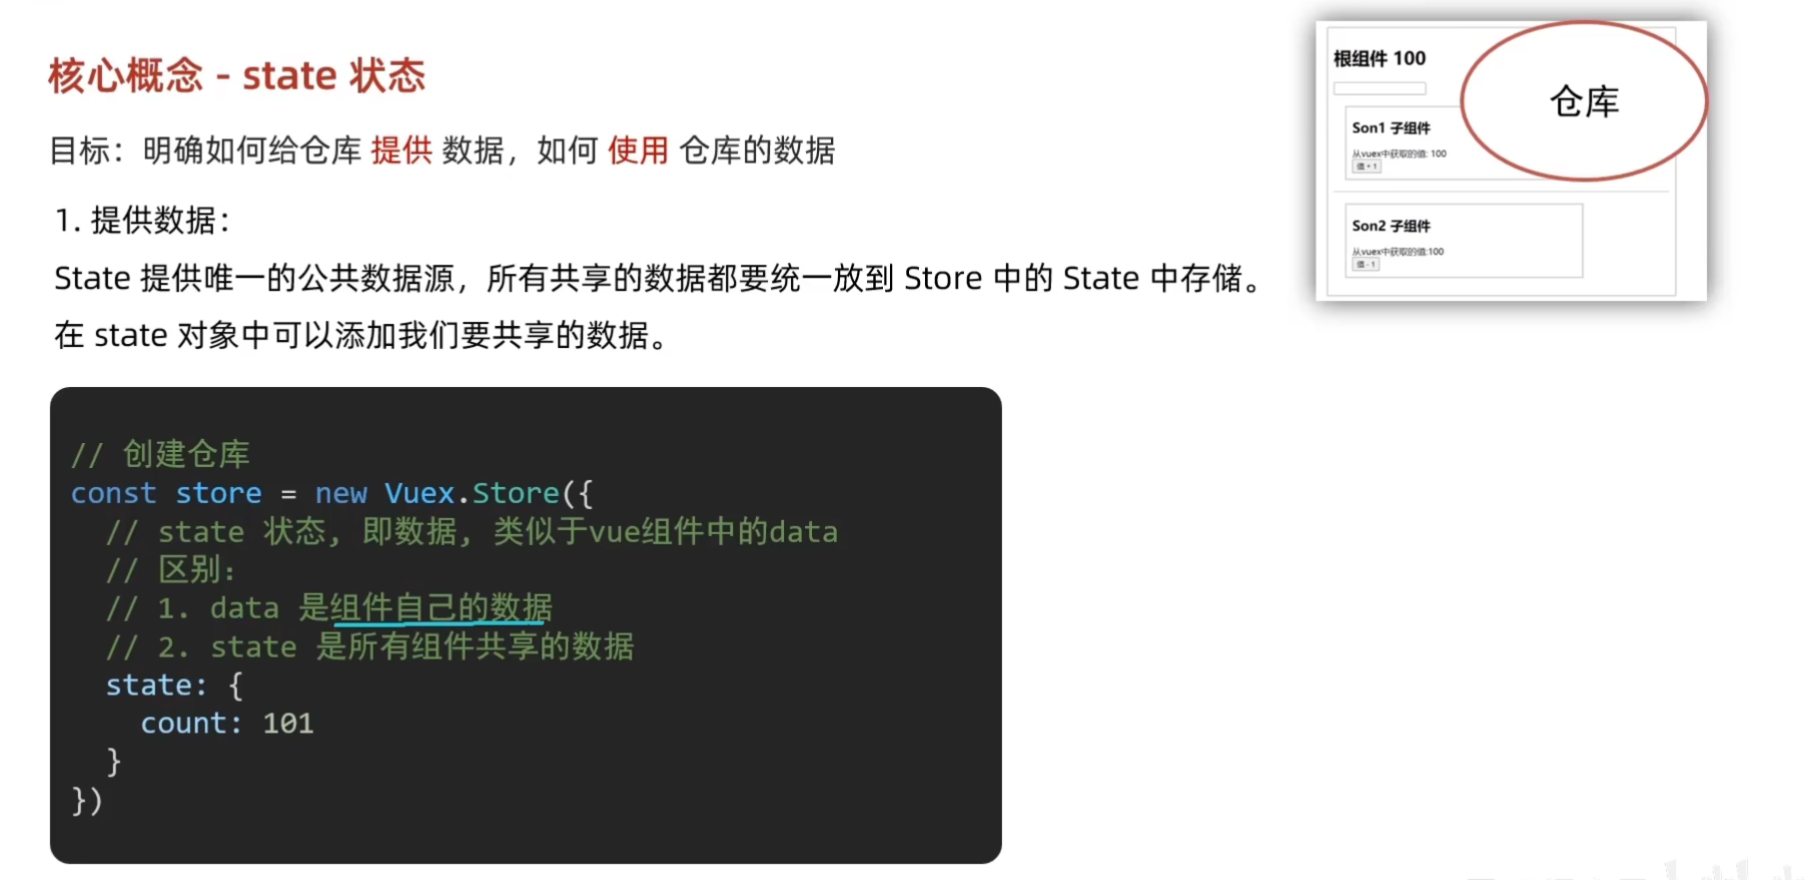 核心概念 - state 状态
目标：明确如何给仓库 提供 数据，如何 使用 仓库的数据
1. 提供数据：
State 提供唯一的公共数据源，所有共享的数据都要统一放到 Store 中的 State 中存储。
在 state 对象中可以添加我们要共享的数据。
// 创建仓库
const store = new Vuex.Store({
  // state 状态, 即数据, 类似于vue组件中的data
  // 区别:
  // 1. data 是组件自己的数据
  // 2. state 是所有组件共享的数据
  state: {
    count: 101
  }
})
根组件 100
仓库
Son1 子组件
从vuex中获取的值: 100
值 + 1
Son2 子组件
从vuex中获取的值:100
值 - 1